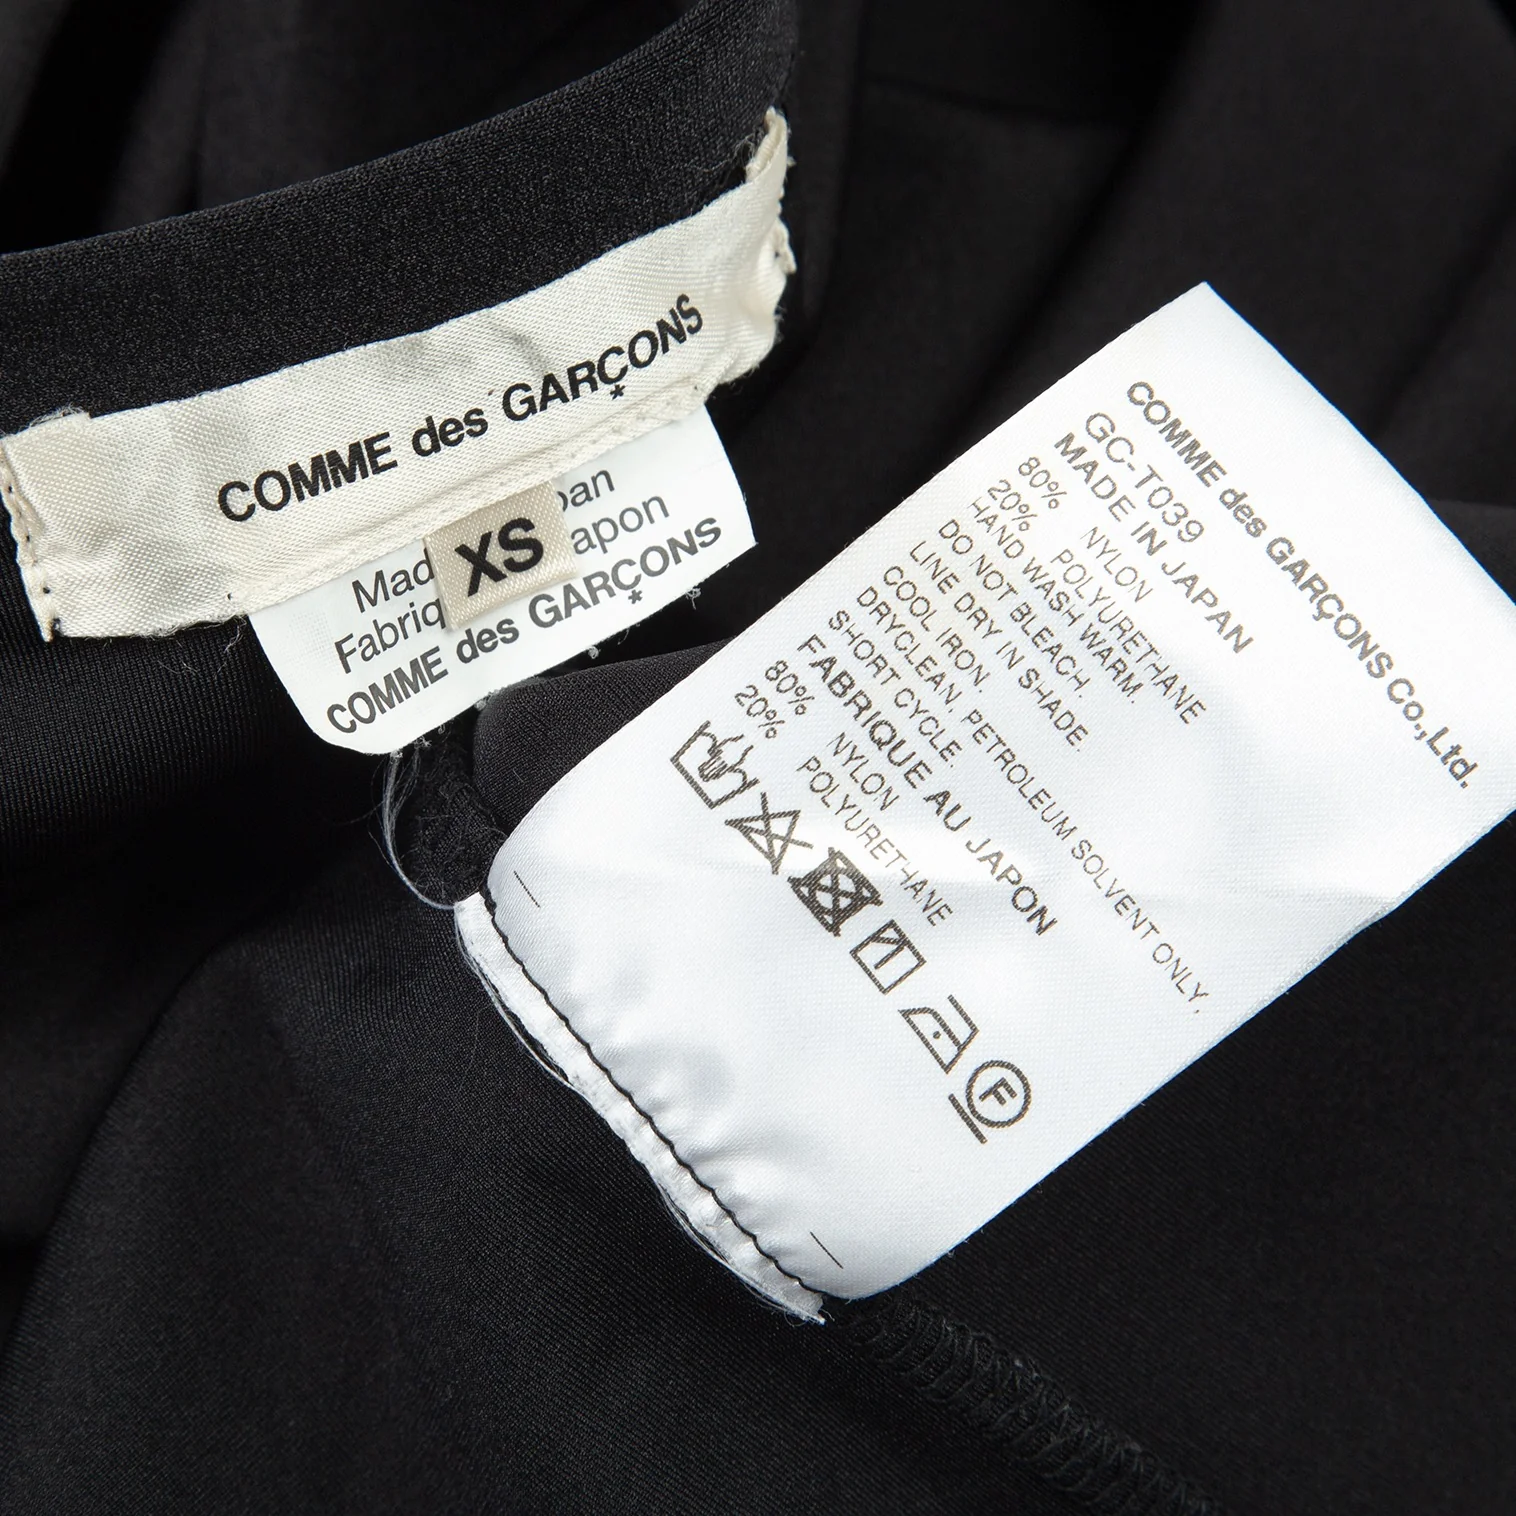 COMME des GARÇONS
*
XS
Made
an
Fabriq
apon
COMME des GARÇONS
*
COMME des GARÇONS Co.,Ltd.
GC-T039
MADE IN JAPAN
80% NYLON
20% POLYURETHANE
HAND WASH WARM.
DO NOT BLEACH.
LINE DRY IN SHADE.
COOL IRON.
DRYCLEAN, PETROLEUM SOLVENT ONLY,
SHORT CYCLE.
FABRIQUE AU JAPON
80% NYLON
20% POLYURETHANE
F